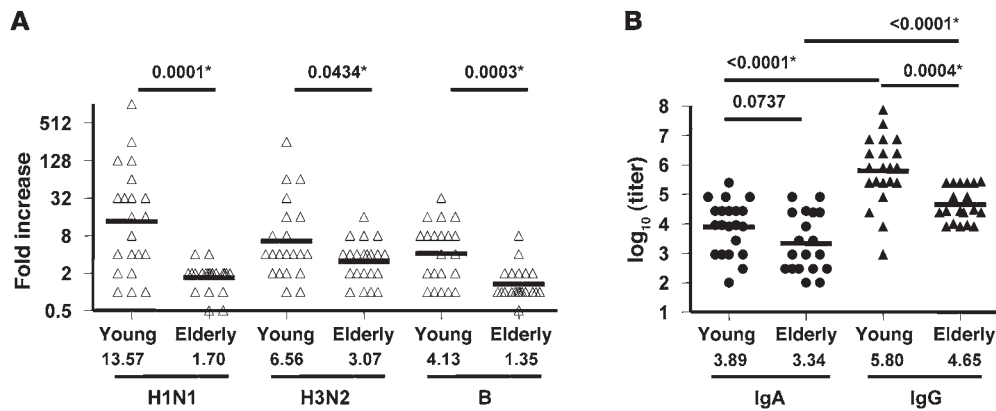 A
0.0001* 0.0434* 0.0003*
Fold increase
512
128
32
8
2
0.5
Young Elderly Young Elderly Young Elderly
13.57 1.70 6.56 3.07 4.13 1.35
H1N1 H3N2 B
B
<0.0001*
<0.0001* 0.0004*
0.0737
log10 (titer)
8
7
6
5
4
3
2
1
Young Elderly Young Elderly
3.89 3.34 5.80 4.65
IgA IgG